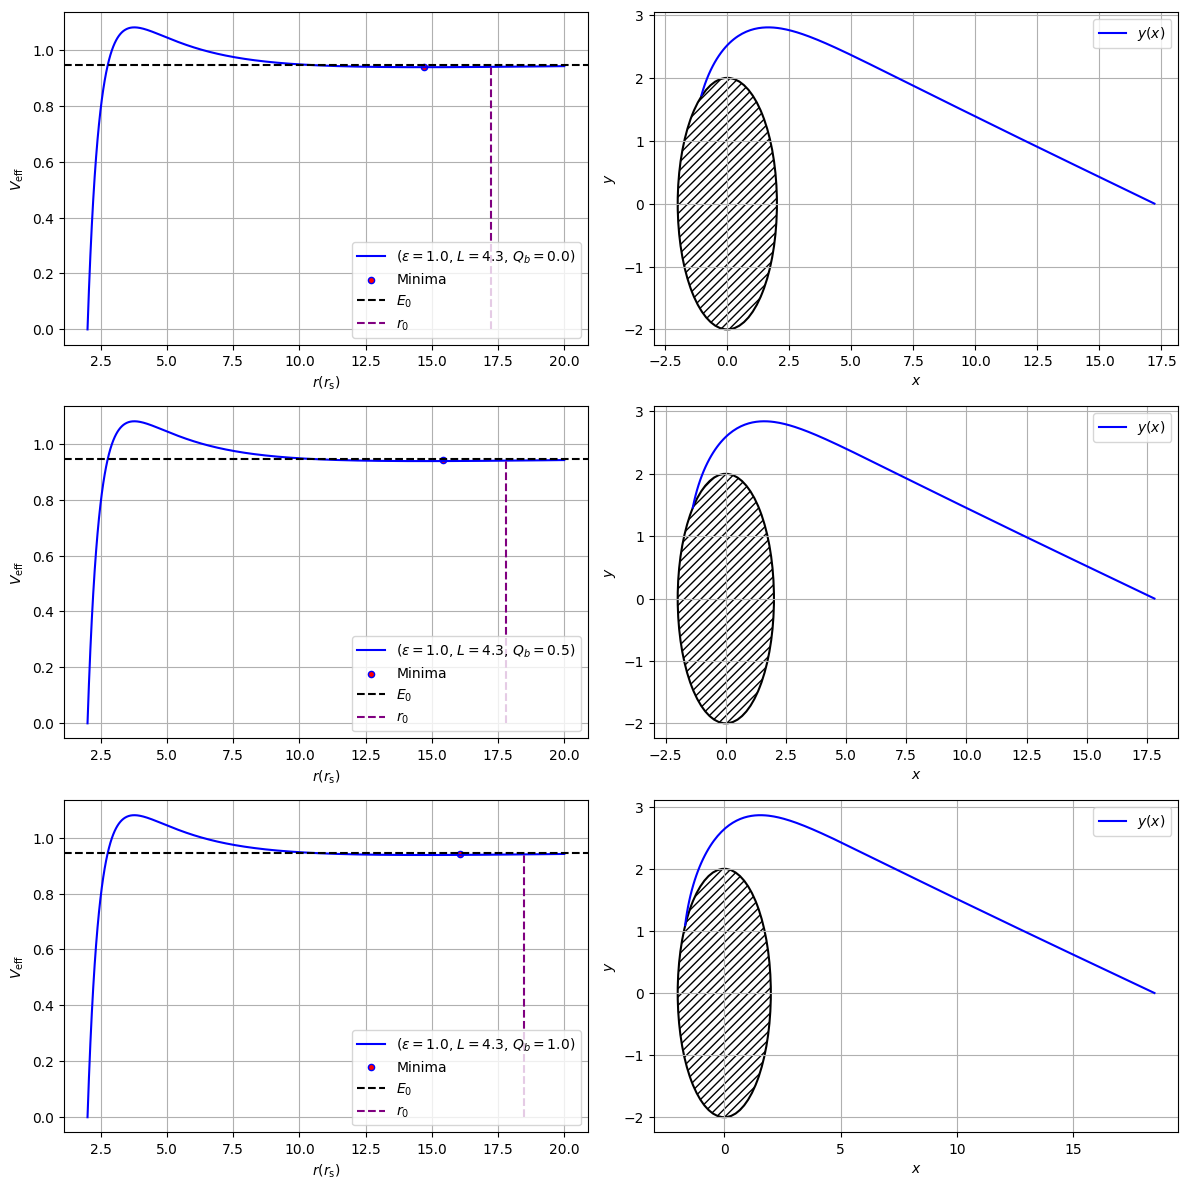 1.0
0.8
0.6
0.4
0.2
0.0
V_eff
(ε = 1.0, L = 4.3, Q_b = 0.0)
Minima
E_0
r_0
2.5 5.0 7.5 10.0 12.5 15.0 17.5 20.0
r(r_s)
3
2
1
0
−1
−2
y
y(x)
−2.5 0.0 2.5 5.0 7.5 10.0 12.5 15.0 17.5
x
1.0
0.8
0.6
0.4
0.2
0.0
V_eff
(ε = 1.0, L = 4.3, Q_b = 0.5)
Minima
E_0
r_0
2.5 5.0 7.5 10.0 12.5 15.0 17.5 20.0
r(r_s)
3
2
1
0
−1
−2
y
y(x)
−2.5 0.0 2.5 5.0 7.5 10.0 12.5 15.0 17.5
x
1.0
0.8
0.6
0.4
0.2
0.0
V_eff
(ε = 1.0, L = 4.3, Q_b = 1.0)
Minima
E_0
r_0
2.5 5.0 7.5 10.0 12.5 15.0 17.5 20.0
r(r_s)
3
2
1
0
−1
−2
y
y(x)
0 5 10 15
x